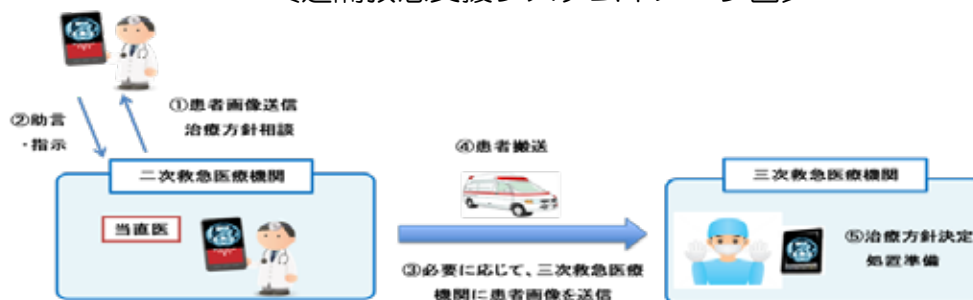 ①患者画像送信
治療方針相談
②助言
・指示
④患者搬送
二次救急医療機関
三次救急医療機関
当直医
⑤治療方針決定
処置準備
③必要に応じて、三次救急医療
機関に患者画像を送信